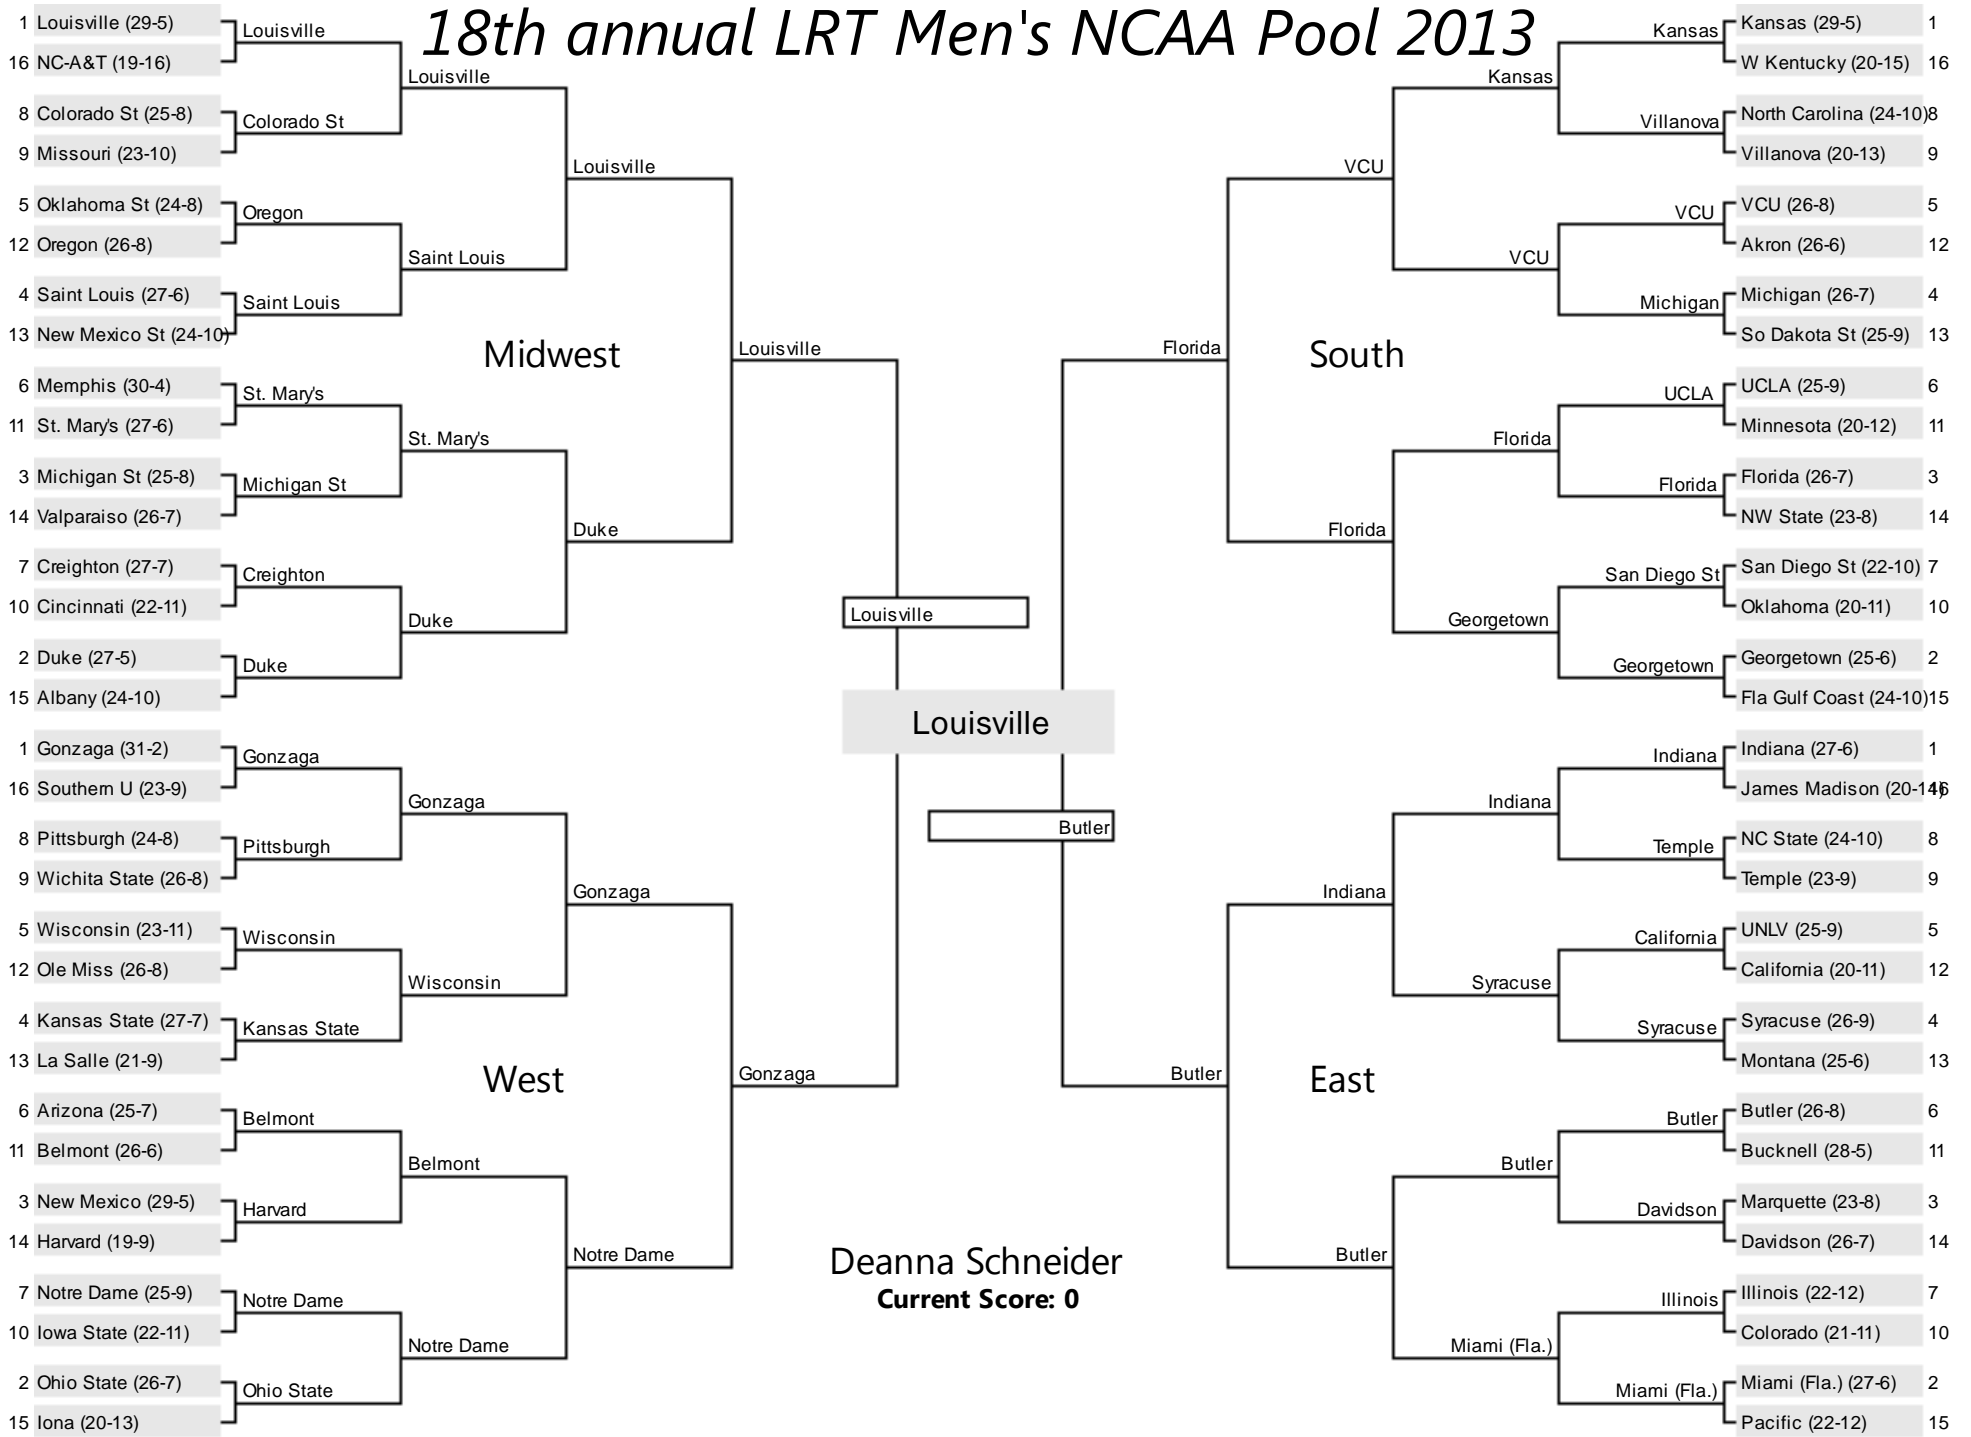 18th annual LRT Men's NCAA Pool 2013
1 Louisville (29-5)
16 NC-A&T (19-16)
8 Colorado St (25-8)
9 Missouri (23-10)
5 Oklahoma St (24-8)
12 Oregon (26-8)
4 Saint Louis (27-6)
13 New Mexico St (24-10)
6 Memphis (30-4)
11 St. Mary's (27-6)
3 Michigan St (25-8)
14 Valparaiso (26-7)
7 Creighton (27-7)
10 Cincinnati (22-11)
2 Duke (27-5)
15 Albany (24-10)
Louisville
Colorado St
Oregon
Saint Louis
St. Mary's
Michigan St
Creighton
Duke
Louisville
Saint Louis
St. Mary's
Duke
Louisville
Duke
Louisville
Midwest
1 Gonzaga (31-2)
16 Southern U (23-9)
8 Pittsburgh (24-8)
9 Wichita State (26-8)
5 Wisconsin (23-11)
12 Ole Miss (26-8)
4 Kansas State (27-7)
13 La Salle (21-9)
6 Arizona (25-7)
11 Belmont (26-6)
3 New Mexico (29-5)
14 Harvard (19-9)
7 Notre Dame (25-9)
10 Iowa State (22-11)
2 Ohio State (26-7)
15 Iona (20-13)
Gonzaga
Pittsburgh
Wisconsin
Kansas State
Belmont
Harvard
Notre Dame
Ohio State
Gonzaga
Wisconsin
Belmont
Notre Dame
Gonzaga
Notre Dame
Gonzaga
West
Louisville
Louisville
Butler
Deanna Schneider
Current Score: 0
Kansas (29-5) 1
W Kentucky (20-15) 16
North Carolina (24-10) 8
Villanova (20-13) 9
VCU (26-8) 5
Akron (26-6) 12
Michigan (26-7) 4
So Dakota St (25-9) 13
UCLA (25-9) 6
Minnesota (20-12) 11
Florida (26-7) 3
NW State (23-8) 14
San Diego St (22-10) 7
Oklahoma (20-11) 10
Georgetown (25-6) 2
Fla Gulf Coast (24-10) 15
Kansas
Villanova
VCU
Michigan
UCLA
Florida
San Diego St
Georgetown
Kansas
VCU
Florida
Georgetown
VCU
Florida
Florida
South
Indiana (27-6) 1
James Madison (20-14) 16
NC State (24-10) 8
Temple (23-9) 9
UNLV (25-9) 5
California (20-11) 12
Syracuse (26-9) 4
Montana (25-6) 13
Butler (26-8) 6
Bucknell (28-5) 11
Marquette (23-8) 3
Davidson (26-7) 14
Illinois (22-12) 7
Colorado (21-11) 10
Miami (Fla.) (27-6) 2
Pacific (22-12) 15
Indiana
Temple
California
Syracuse
Butler
Davidson
Illinois
Miami (Fla.)
Indiana
Syracuse
Butler
Miami (Fla.)
Indiana
Butler
Butler
East